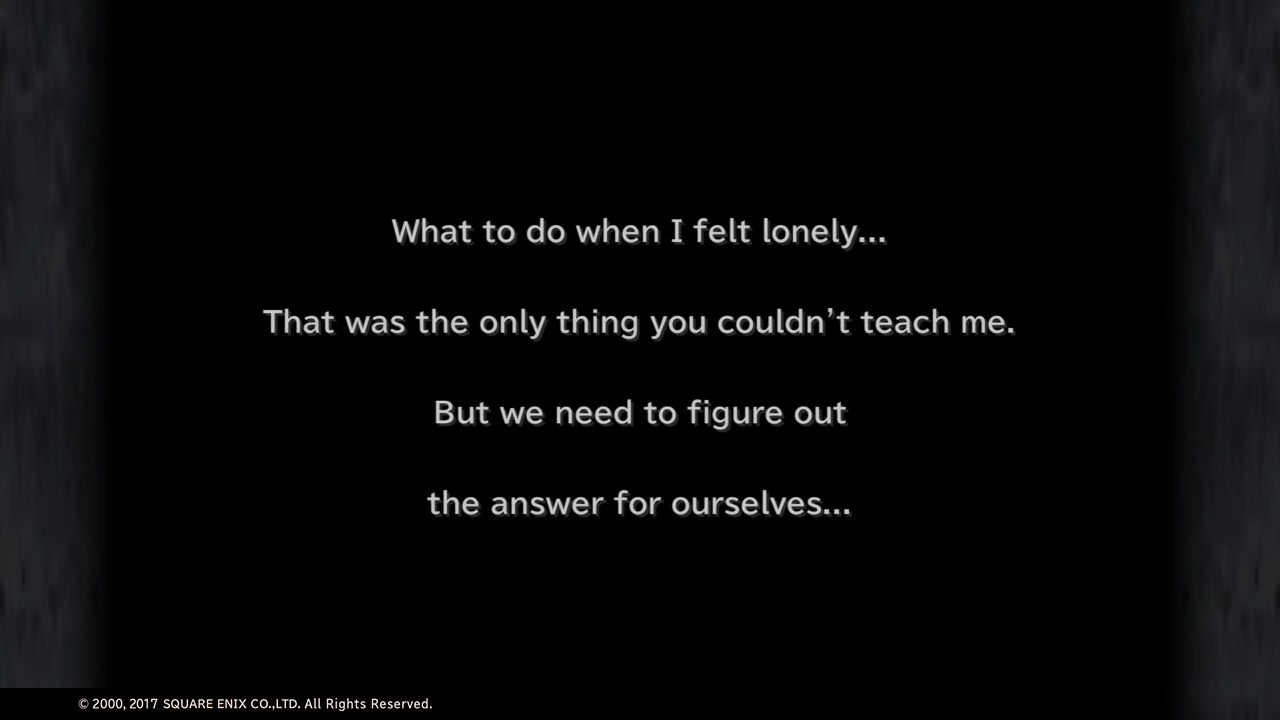 What to do when I felt lonely...
That was the only thing you couldn’t teach me.
But we need to figure out
the answer for ourselves...
© 2000, 2017 SQUARE ENIX CO.,LTD. All Rights Reserved.